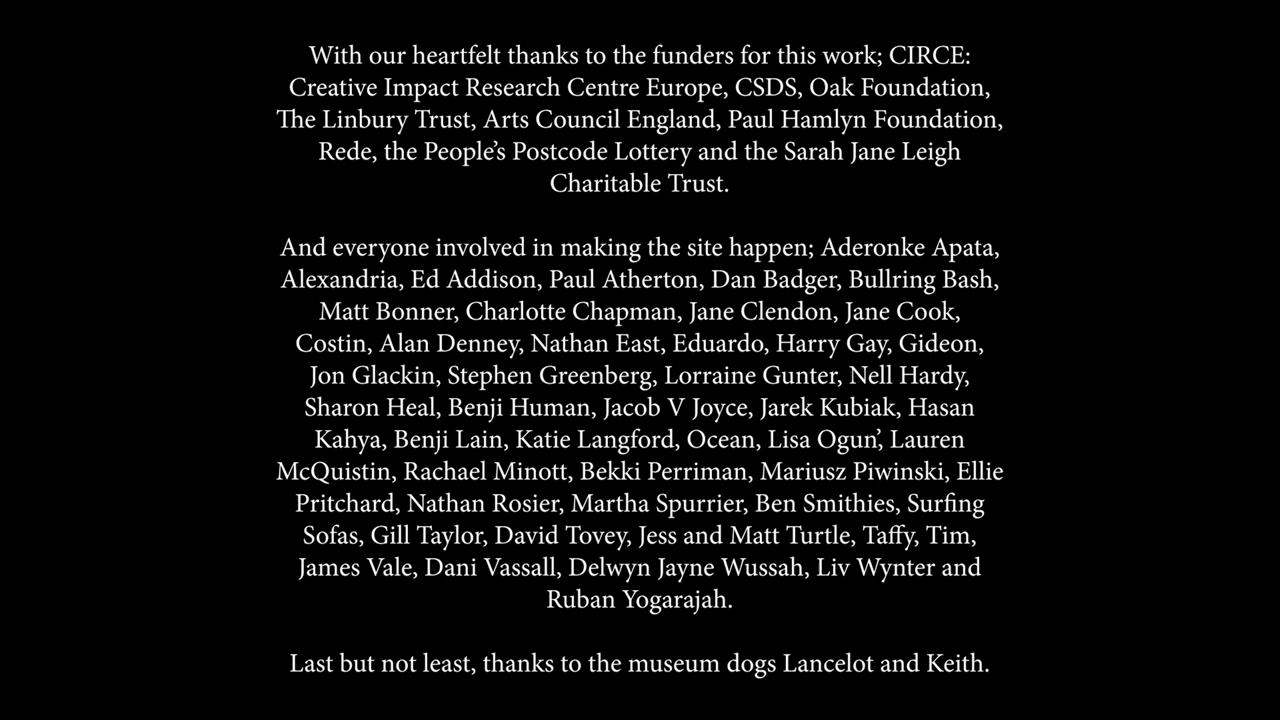 With our heartfelt thanks to the funders for this work; CIRCE:
Creative Impact Research Centre Europe, CSDS, Oak Foundation,
The Linbury Trust, Arts Council England, Paul Hamlyn Foundation,
Rede, the People’s Postcode Lottery and the Sarah Jane Leigh
Charitable Trust.
And everyone involved in making the site happen; Aderonke Apata,
Alexandria, Ed Addison, Paul Atherton, Dan Badger, Bullring Bash,
Matt Bonner, Charlotte Chapman, Jane Clendon, Jane Cook,
Costin, Alan Denney, Nathan East, Eduardo, Harry Gay, Gideon,
Jon Glackin, Stephen Greenberg, Lorraine Gunter, Nell Hardy,
Sharon Heal, Benji Human, Jacob V Joyce, Jarek Kubiak, Hasan
Kahya, Benji Lain, Katie Langford, Ocean, Lisa Ogun’, Lauren
McQuistin, Rachael Minott, Bekki Perriman, Mariusz Piwinski, Ellie
Pritchard, Nathan Rosier, Martha Spurrier, Ben Smithies, Surfing
Sofas, Gill Taylor, David Tovey, Jess and Matt Turtle, Taffy, Tim,
James Vale, Dani Vassall, Delwyn Jayne Wussah, Liv Wynter and
Ruban Yogarajah.
Last but not least, thanks to the museum dogs Lancelot and Keith.